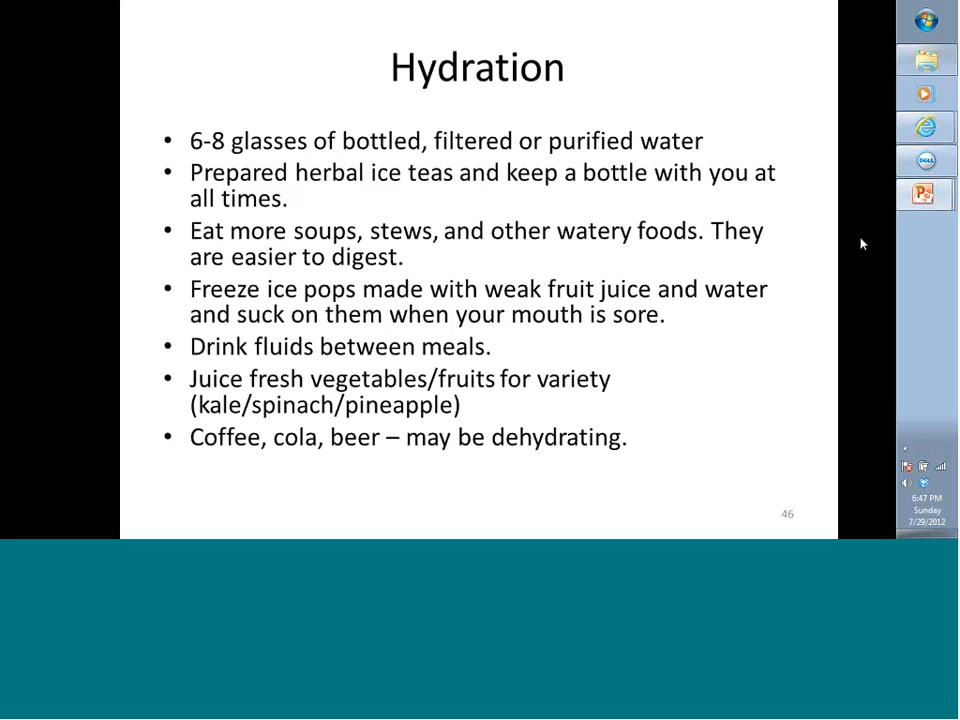 Hydration
• 6-8 glasses of bottled, filtered or purified water
• Prepared herbal ice teas and keep a bottle with you at
all times.
• Eat more soups, stews, and other watery foods. They
are easier to digest.
• Freeze ice pops made with weak fruit juice and water
and suck on them when your mouth is sore.
• Drink fluids between meals.
• Juice fresh vegetables/fruits for variety
(kale/spinach/pineapple)
• Coffee, cola, beer – may be dehydrating.
46
DELL
P
6:47 PM
Sunday
7/29/2012